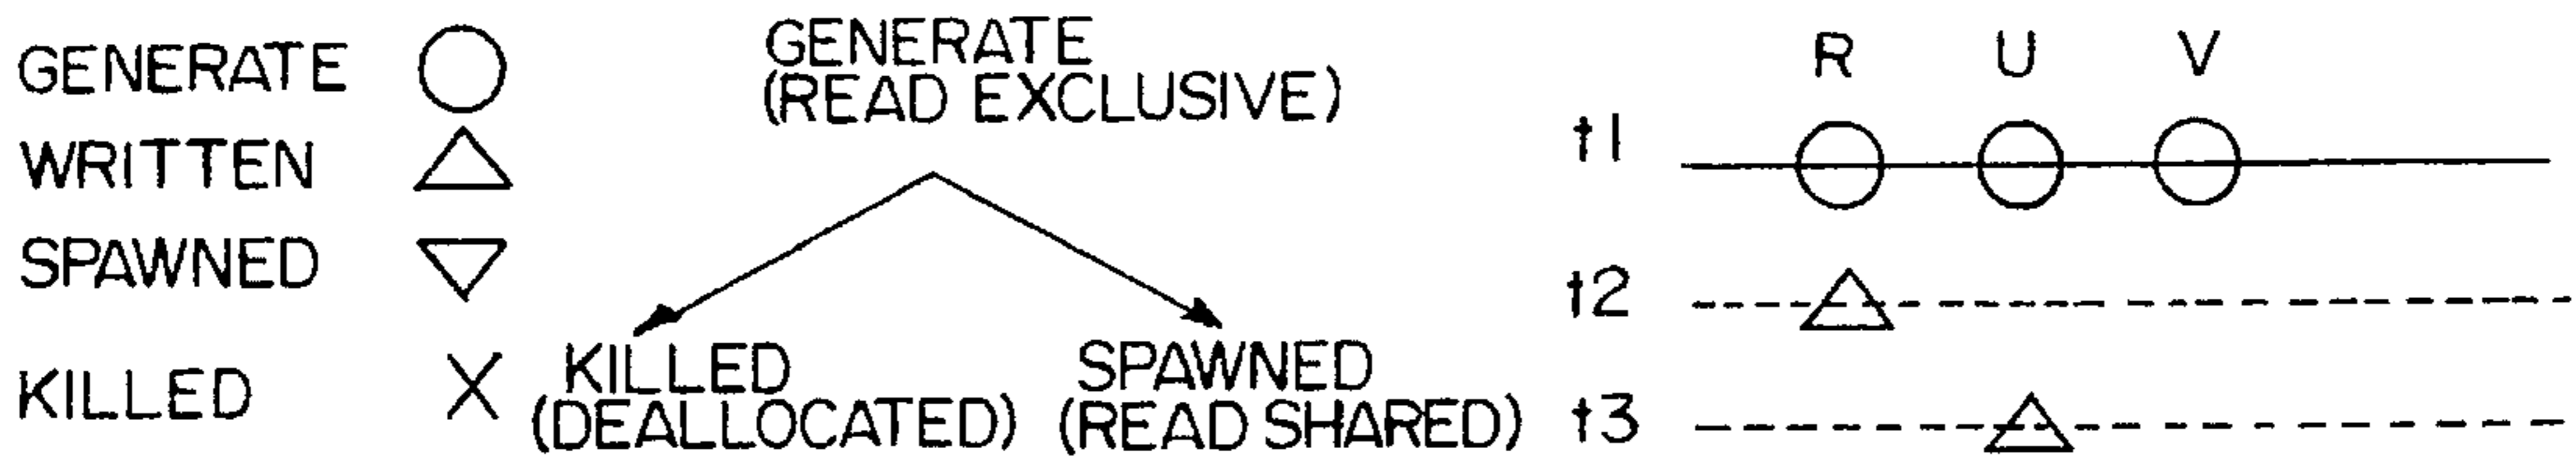 GENERATE
WRITTEN
SPAWNED
KILLED X
GENERATE
(READ EXCLUSIVE)
KILLED
(DEALLOCATED)
SPAWNED
(READ SHARED)
R U V
t1
t2
t3